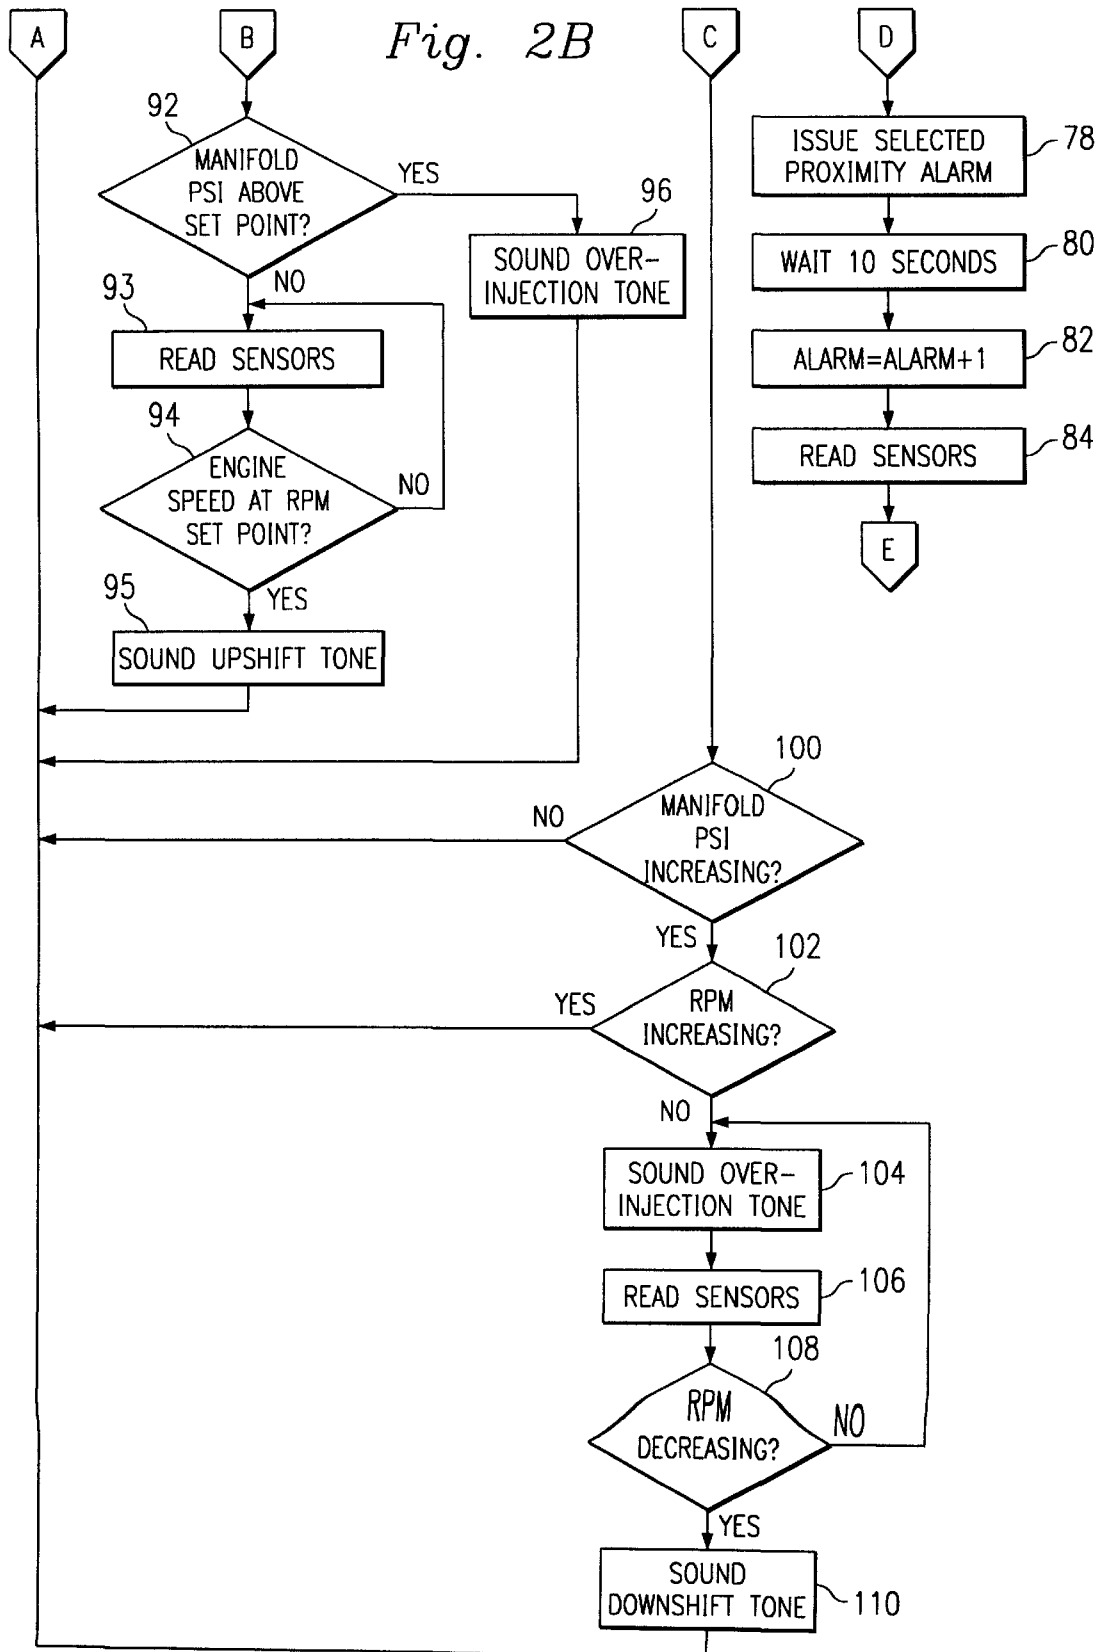 A
B
Fig. 2B
C
D
92
MANIFOLD
PSI ABOVE
SET POINT?
YES
NO
96
SOUND OVER-
INJECTION TONE
93
READ SENSORS
94
ENGINE
SPEED AT RPM
SET POINT?
NO
YES
95
SOUND UPSHIFT TONE
ISSUE SELECTED
PROXIMITY ALARM
78
WAIT 10 SECONDS
80
ALARM=ALARM+1
82
READ SENSORS
84
E
100
MANIFOLD
PSI
INCREASING?
NO
YES
102
RPM
INCREASING?
YES
NO
SOUND OVER-
INJECTION TONE
104
READ SENSORS
106
108
RPM
DECREASING?
NO
YES
SOUND
DOWNSHIFT TONE
110